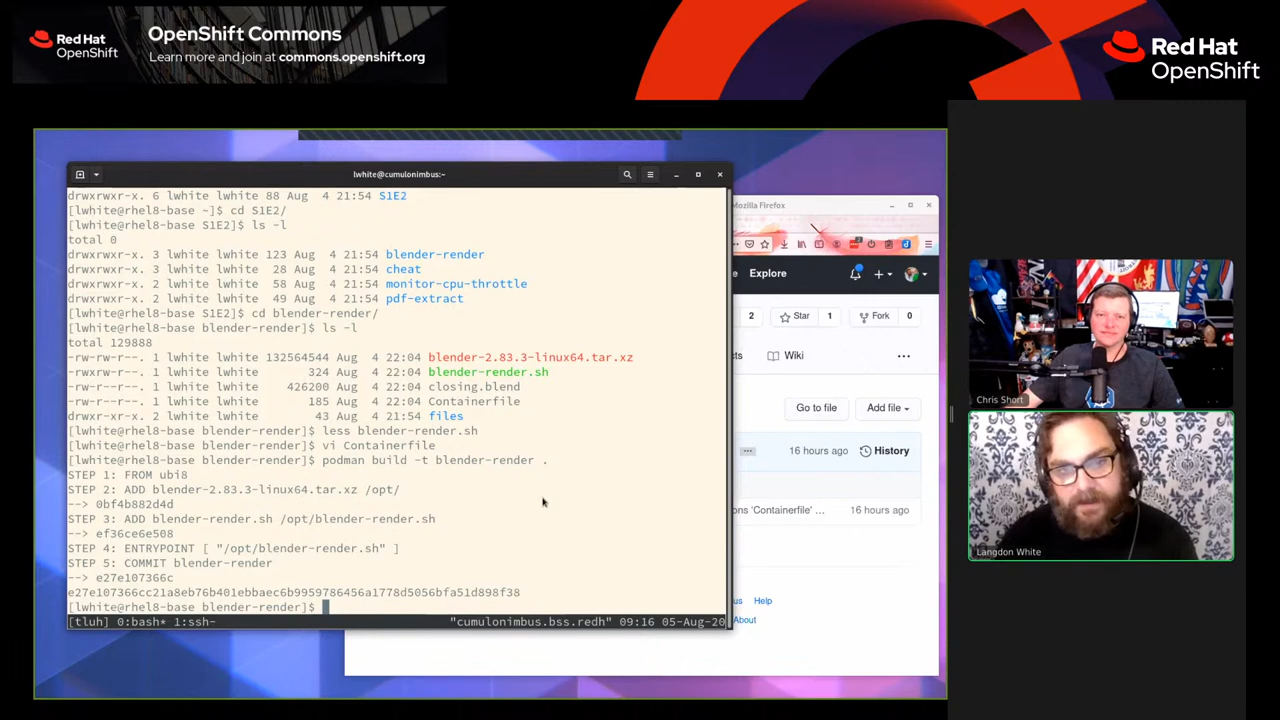 Red Hat
OpenShift
OpenShift Commons
Learn more and join at commons.openshift.org
Red Hat
OpenShift
lwhite@cumulonimbus:~
drwxrwxr-x. 6 lwhite lwhite 88 Aug  4 21:54 S1E2
[lwhite@rhel8-base ~]$ cd S1E2/
[lwhite@rhel8-base S1E2]$ ls -l
total 0
drwxrwxr-x. 3 lwhite lwhite 123 Aug  4 21:54 blender-render
drwxrwxr-x. 3 lwhite lwhite  28 Aug  4 21:54 cheat
drwxrwxr-x. 2 lwhite lwhite  58 Aug  4 21:54 monitor-cpu-throttle
drwxrwxr-x. 2 lwhite lwhite  49 Aug  4 21:54 pdf-extract
[lwhite@rhel8-base S1E2]$ cd blender-render/
[lwhite@rhel8-base blender-render]$ ls -l
total 129888
-rw-rw-r--. 1 lwhite lwhite 132564544 Aug  4 22:04 blender-2.83.3-linux64.tar.xz
-rwxrwxr-x. 1 lwhite lwhite       324 Aug  4 22:04 blender-render.sh
-rw-r--r--. 1 lwhite lwhite    426200 Aug  4 22:04 closing.blend
-rw-rw-r--. 1 lwhite lwhite       185 Aug  4 22:04 Containerfile
drwxrwxr-x. 2 lwhite lwhite        43 Aug  4 21:54 files
[lwhite@rhel8-base blender-render]$ less blender-render.sh
[lwhite@rhel8-base blender-render]$ vi Containerfile
[lwhite@rhel8-base blender-render]$ podman build -t blender-render .
STEP 1: FROM ubi8
STEP 2: ADD blender-2.83.3-linux64.tar.xz /opt/
--> 0bf4b882d4d
STEP 3: ADD blender-render.sh /opt/blender-render.sh
--> ef36ce6e508
STEP 4: ENTRYPOINT [ "/opt/blender-render.sh" ]
STEP 5: COMMIT blender-render
--> e27e107366c
e27e107366cc21a8eb76b401ebbaec6b9959786456a1778d5056bfa51d898f38
[lwhite@rhel8-base blender-render]$
[tluh] 0:bash* 1:ssh- "cumulonimbus.bss.redh" 09:16 05-Aug-20
Mozilla Firefox
e Explore
2 Star 1 Fork 0
cts Wiki
Go to file Add file
16 hours ago History
ons 'Containerfile' … 16 hours ago
us Help
About
Chris Short
Langdon White